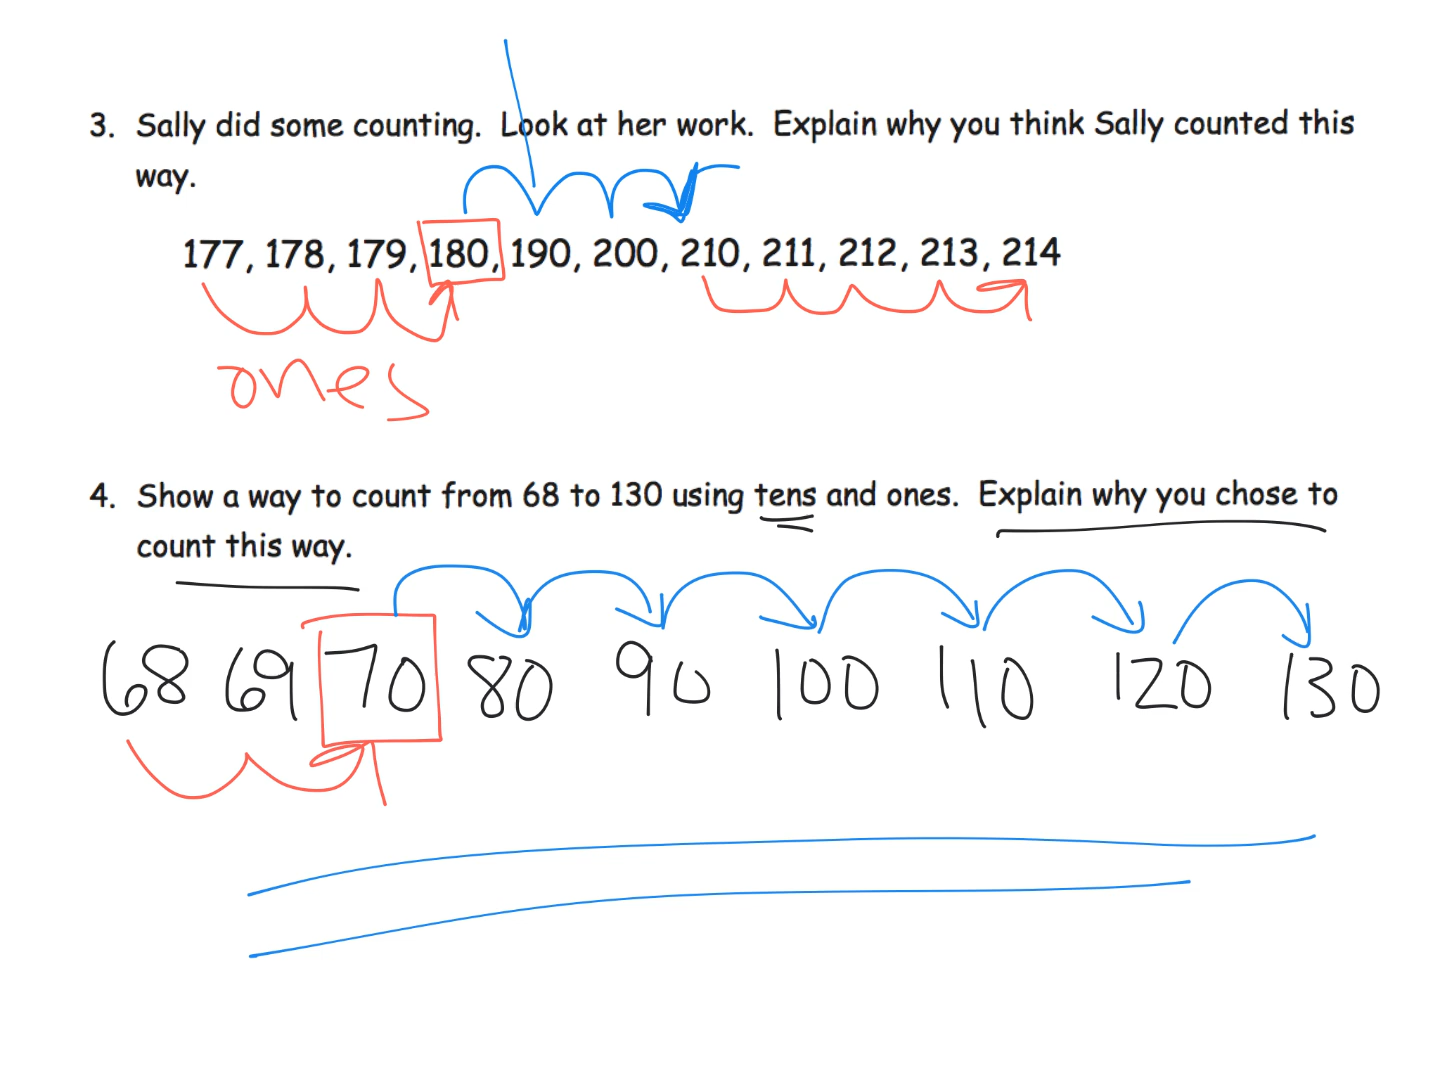 3. Sally did some counting. Look at her work. Explain why you think Sally counted this
way.
177, 178, 179, 180, 190, 200, 210, 211, 212, 213, 214
ones
4. Show a way to count from 68 to 130 using tens and ones. Explain why you chose to
count this way.
68 69 70 80 90 100 110 120 130